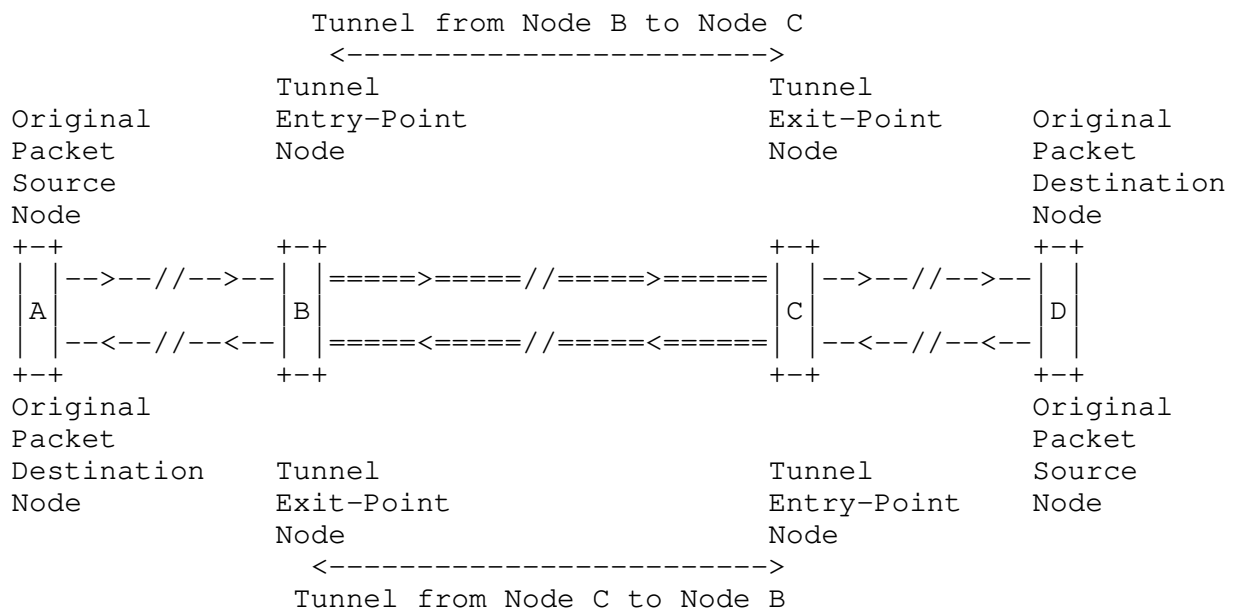 Tunnel from Node B to Node C
<------------------------>
Tunnel Tunnel
Original Entry-Point Exit-Point Original
Packet Node Node Packet
Source Destination
Node Node
+-+ +-+ +-+ +-+
| |-->--//-->--| |=====>=====//=====>======| |-->--//-->--| |
|A| |B| |C| |D|
| |--<--//--<--| |=====<=====//=====<======| |--<--//--<--| |
+-+ +-+ +-+ +-+
Original Original
Packet Packet
Destination Tunnel Tunnel Source
Node Exit-Point Entry-Point Node
Node Node
<------------------------->
Tunnel from Node C to Node B